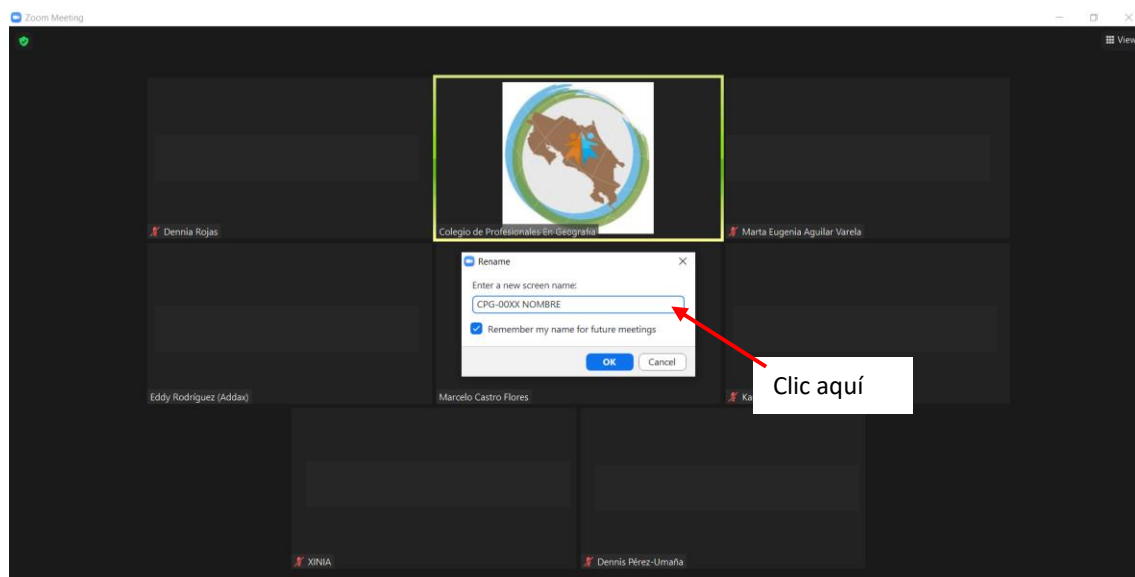 Zoom Meeting
View
Dennia Rojas
Colegio de Profesionales En Geografía
Marta Eugenia Aguilar Varela
Rename
Enter a new screen name:
CPG-00XX NOMBRE
Remember my name for future meetings
OK Cancel
Clic aquí
Eddy Rodríguez (Addax)
Marcelo Castro Flores
Ka
XINIA
Dennis Pérez-Umaña